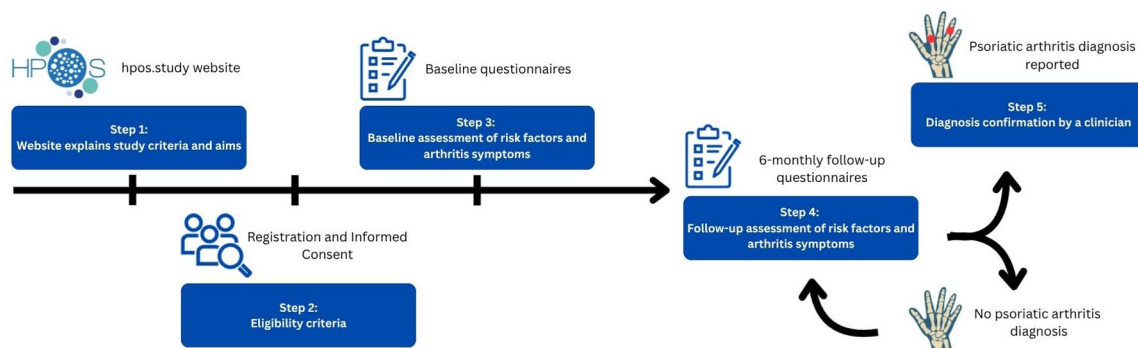 HPOS
hpos.study website
Step 1:
Website explains study criteria and aims
Registration and Informed
Consent
Step 2:
Eligibility criteria
Baseline questionnaires
Step 3:
Baseline assessment of risk factors and
arthritis symptoms
6-monthly follow-up
questionnaires
Step 4:
Follow-up assessment of risk factors and
arthritis symptoms
Psoriatic arthritis diagnosis
reported
Step 5:
Diagnosis confirmation by a clinician
No psoriatic arthritis
diagnosis